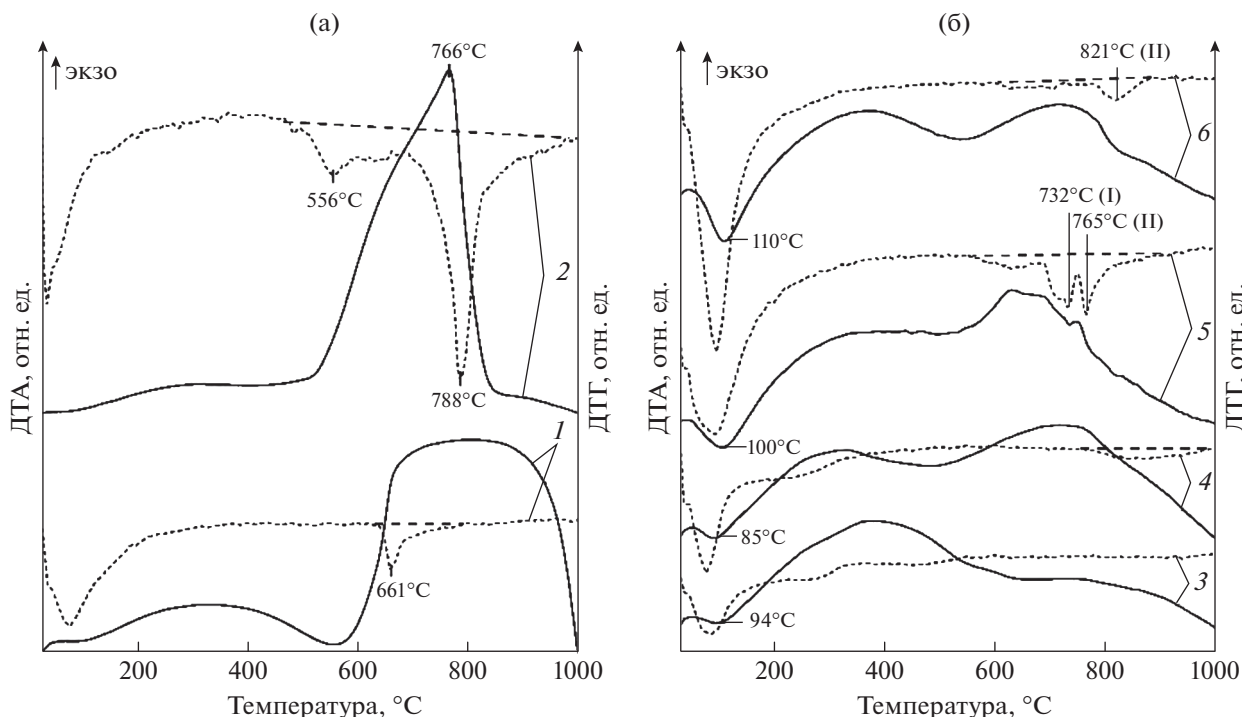 (а)
экзо
766°C
556°C
2
788°C
1
661°C
ДТА, отн. ед.
ДТГ, отн. ед.
200
400
600
800
1000
Температура, °C
(б)
экзо
821°C (II)
6
110°C
732°C (I)
765°C (II)
5
100°C
4
85°C
3
94°C
ДТА, отн. ед.
ДТГ, отн. ед.
200
400
600
800
1000
Температура, °C